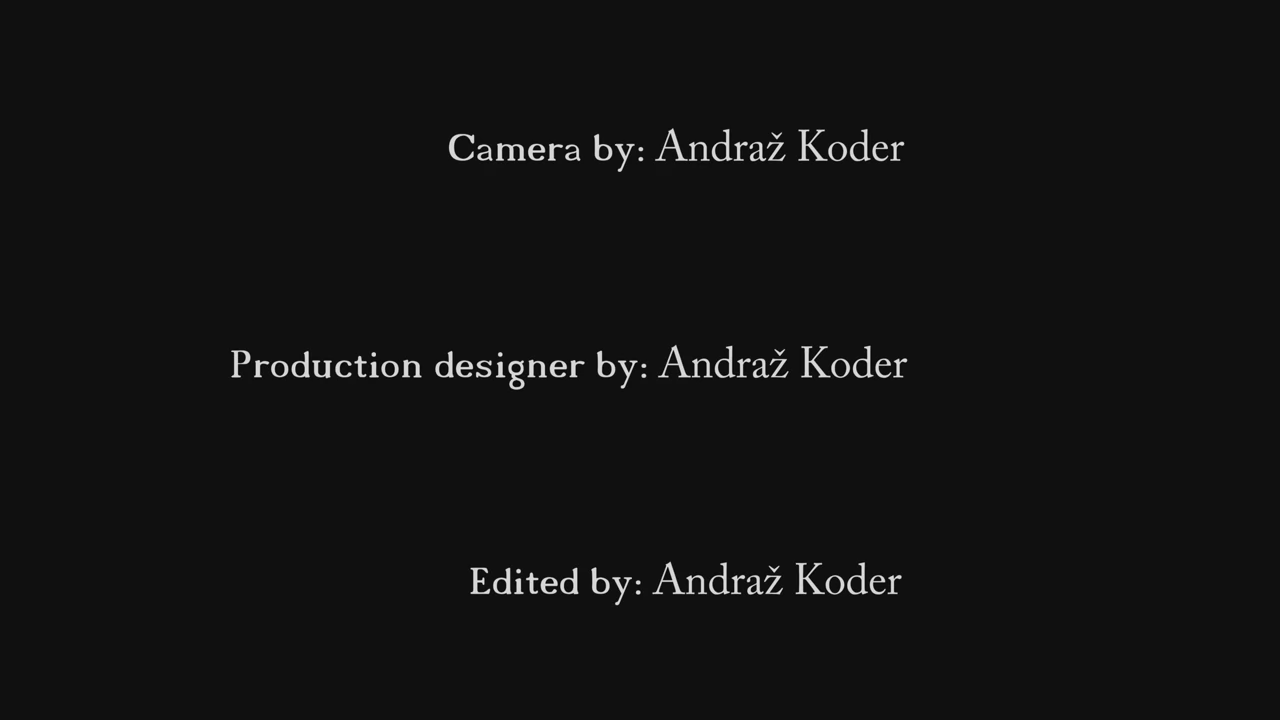 Camera by: Andraž Koder
Production designer by: Andraž Koder
Edited by: Andraž Koder